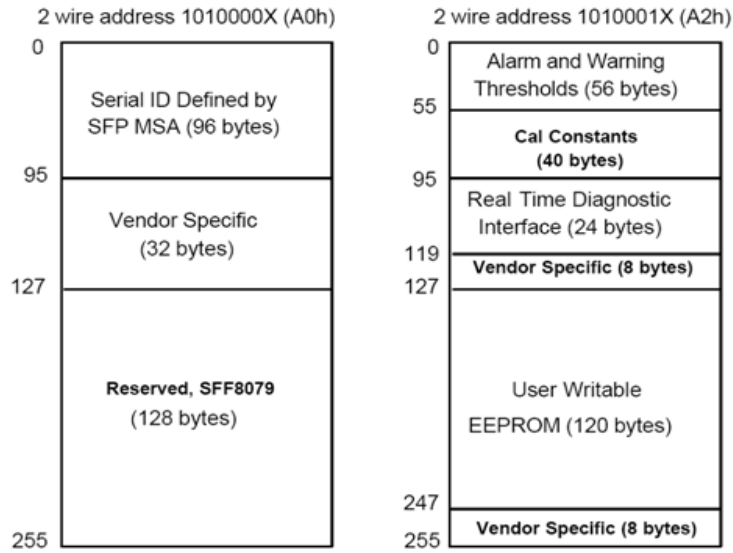 2 wire address 1010000X (A0h)
0
Serial ID Defined by
SFP MSA (96 bytes)
95
Vendor Specific
(32 bytes)
127
Reserved, SFF8079
(128 bytes)
255
2 wire address 1010001X (A2h)
0
Alarm and Warning
Thresholds (56 bytes)
55
Cal Constants
(40 bytes)
95
Real Time Diagnostic
Interface (24 bytes)
119
Vendor Specific (8 bytes)
127
User Writable
EEPROM (120 bytes)
247
Vendor Specific (8 bytes)
255